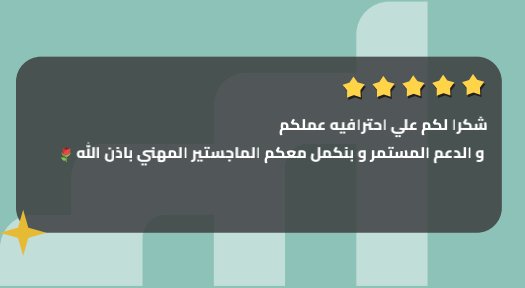 شكرا لكم علي احترافيه عملكم
و الدعم المستمر و بنكمل معكم الماجستير المهني باذن الله 🌹